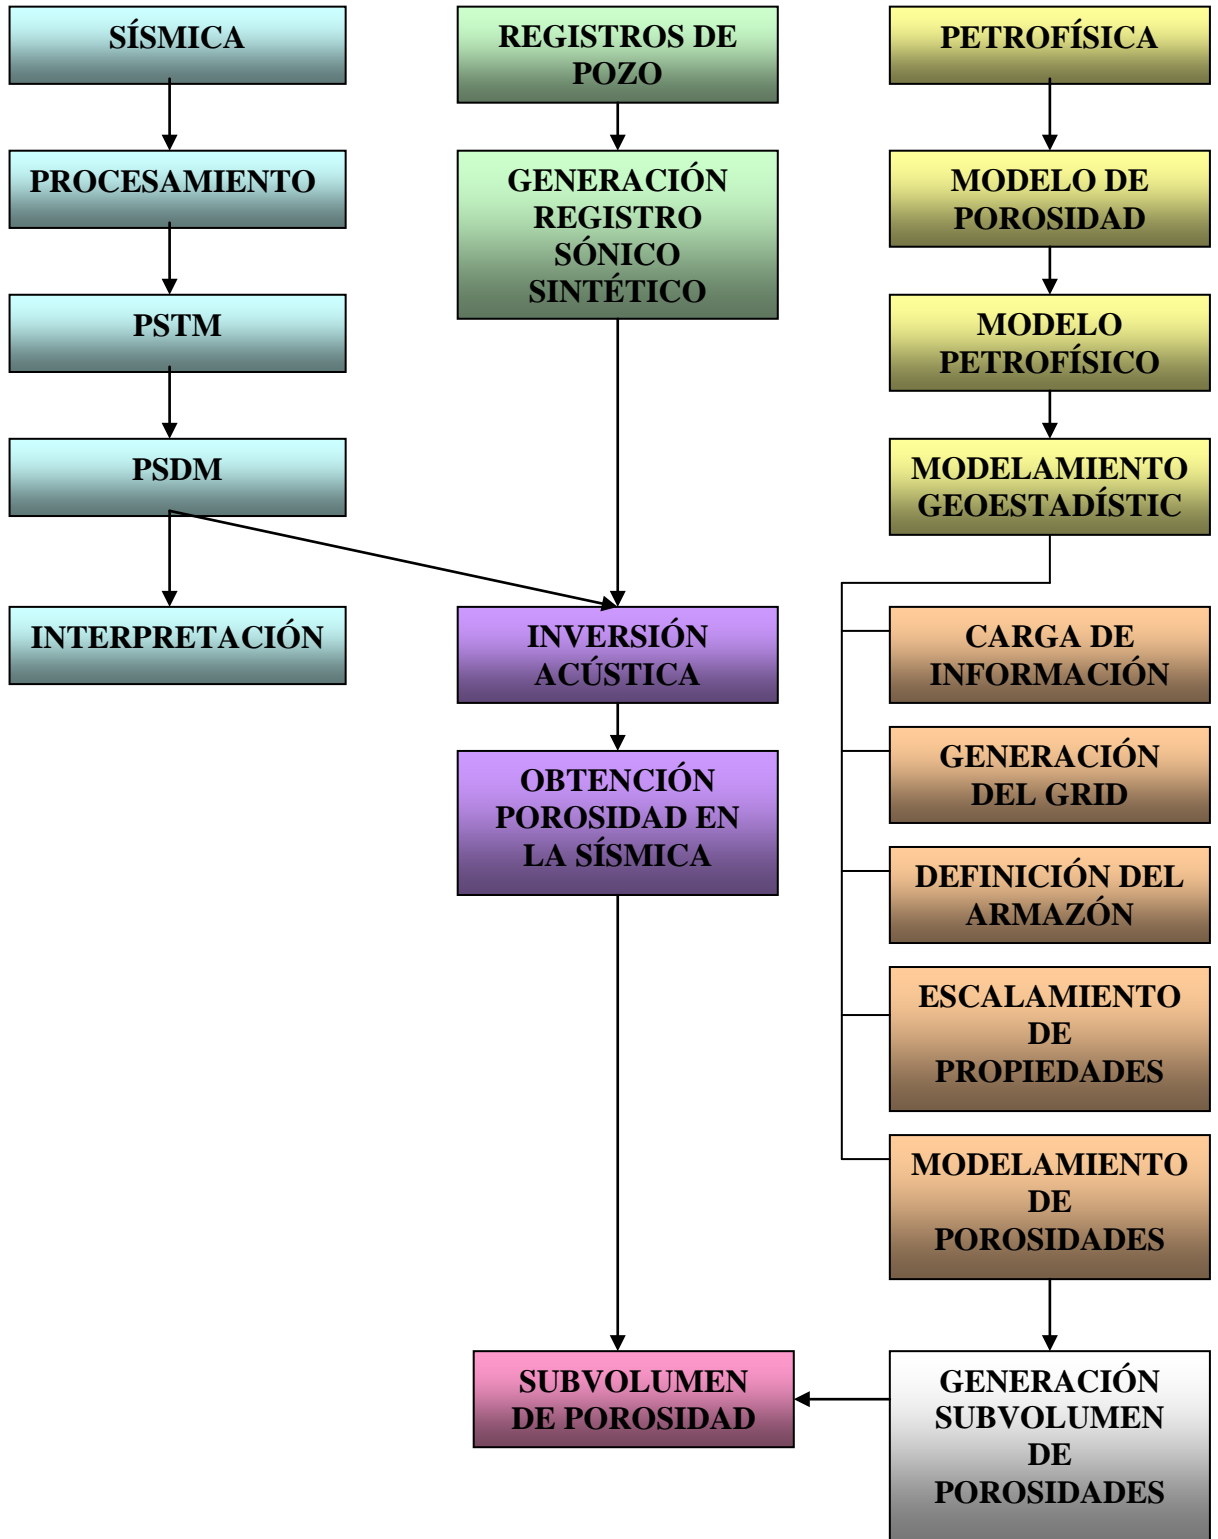 SÍSMICA
PROCESAMIENTO
PSTM
PSDM
INTERPRETACIÓN
REGISTROS DE
POZO
GENERACIÓN
REGISTRO
SÓNICO
SINTÉTICO
INVERSIÓN
ACÚSTICA
OBTENCIÓN
POROSIDAD EN
LA SÍSMICA
SUBVOLUMEN
DE POROSIDAD
PETROFÍSICA
MODELO DE
POROSIDAD
MODELO
PETROFÍSICO
MODELAMIENTO
GEOESTADÍSTIC
CARGA DE
INFORMACIÓN
GENERACIÓN
DEL GRID
DEFINICIÓN DEL
ARMAZÓN
ESCALAMIENTO
DE
PROPIEDADES
MODELAMIENTO
DE
POROSIDADES
GENERACIÓN
SUBVOLUMEN
DE
POROSIDADES